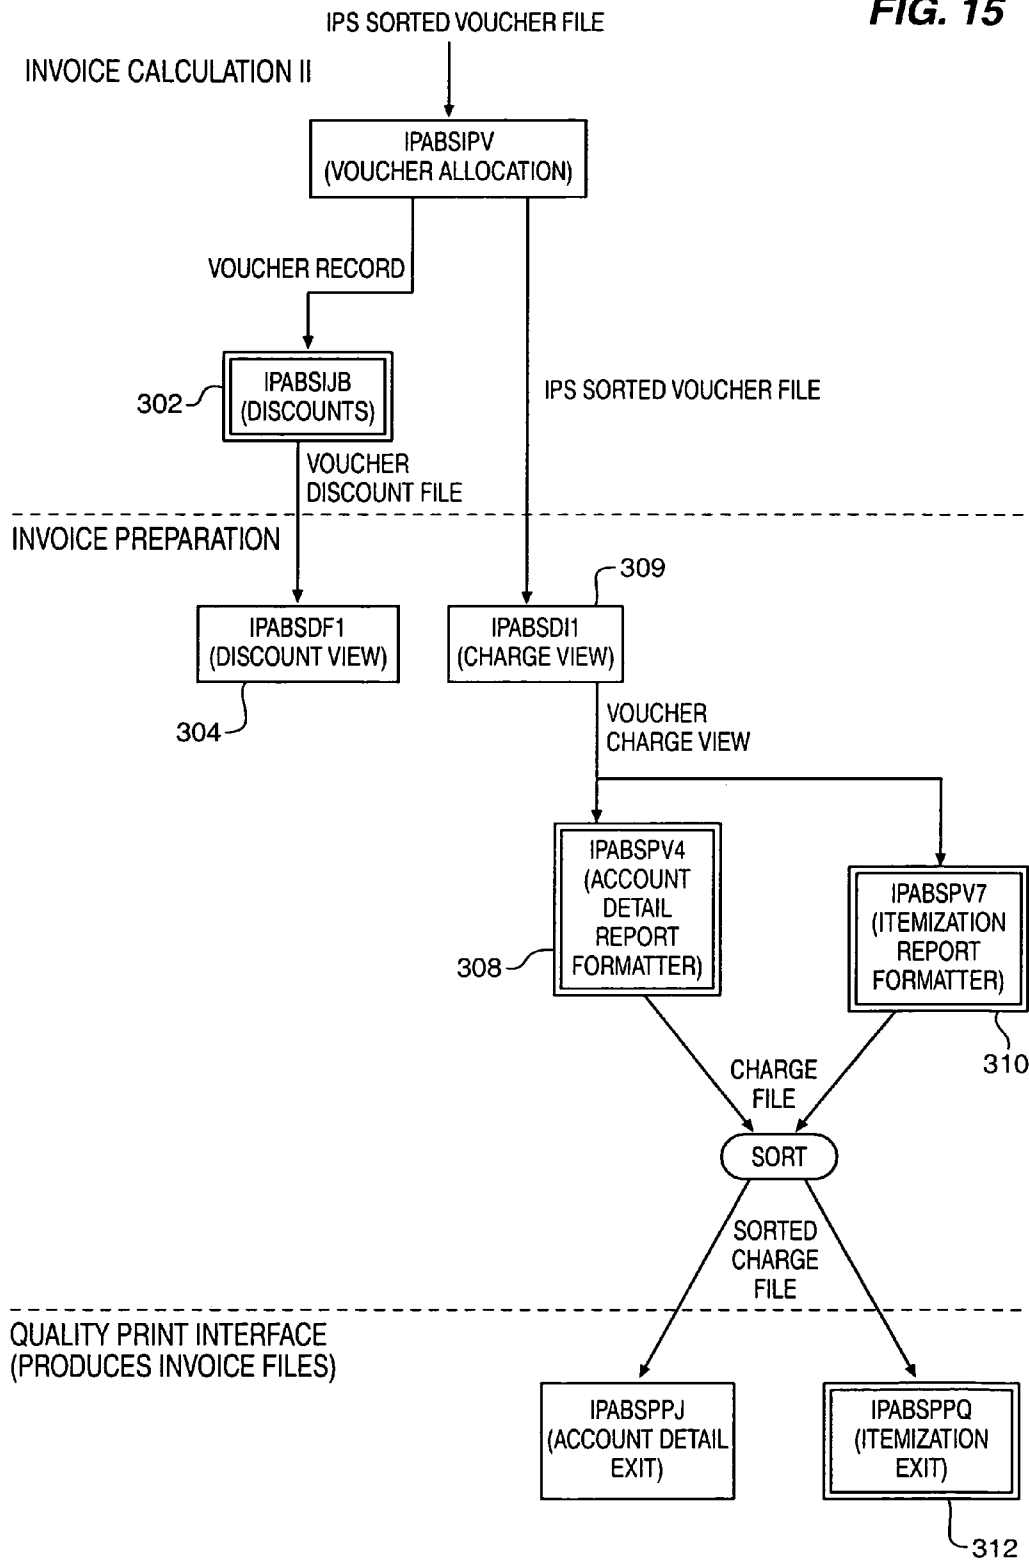 FIG. 15
IPS SORTED VOUCHER FILE
INVOICE CALCULATION II
IPABSIPV
(VOUCHER ALLOCATION)
VOUCHER RECORD
IPABSIJB
(DISCOUNTS)
302
IPS SORTED VOUCHER FILE
VOUCHER
DISCOUNT FILE
INVOICE PREPARATION
309
IPABSDF1
(DISCOUNT VIEW)
IPABSDI1
(CHARGE VIEW)
304
VOUCHER
CHARGE VIEW
IPABSPV4
(ACCOUNT
DETAIL
REPORT
FORMATTER)
308
IPABSPV7
(ITEMIZATION
REPORT
FORMATTER)
310
CHARGE
FILE
SORT
SORTED
CHARGE
FILE
QUALITY PRINT INTERFACE
(PRODUCES INVOICE FILES)
IPABSPPJ
(ACCOUNT DETAIL
EXIT)
IPABSPPQ
(ITEMIZATION
EXIT)
312